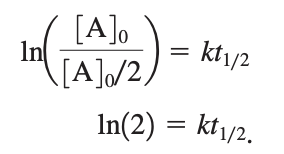 ln([A]₀/[A]₀/2) = kt₁/₂
ln(2) = kt₁/₂.